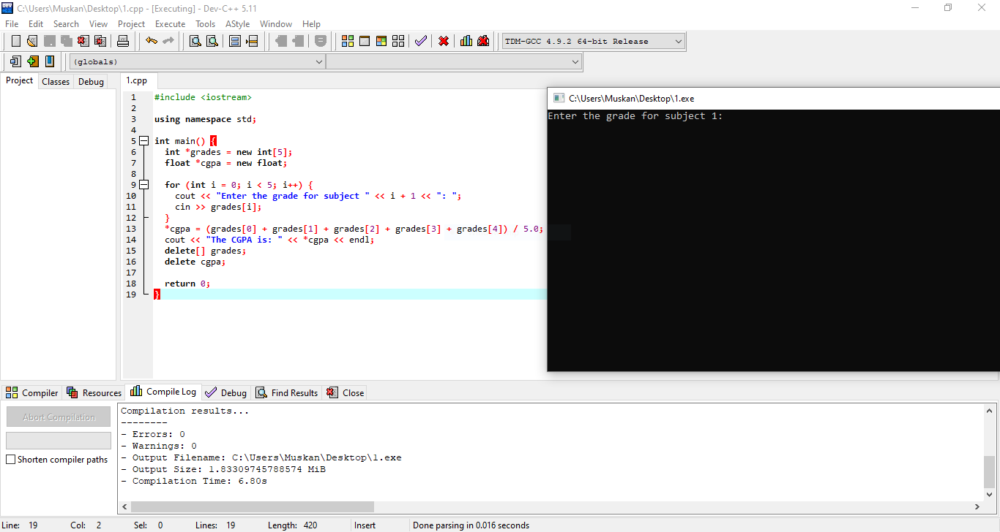 C:\Users\Muskan\Desktop\1.cpp - [Executing] - Dev-C++ 5.11
File Edit Search View Project Execute Tools AStyle Window Help
TDM-GCC 4.9.2 64-bit Release
(globals)
Project Classes Debug
1.cpp
1 #include <iostream>
2
3 using namespace std;
4
5 int main() {
6   int *grades = new int[5];
7   float *cgpa = new float;
8
9   for (int i = 0; i < 5; i++) {
10     cout << "Enter the grade for subject " << i + 1 << ": ";
11     cin >> grades[i];
12   }
13   *cgpa = (grades[0] + grades[1] + grades[2] + grades[3] + grades[4]) / 5.0;
14   cout << "The CGPA is: " << *cgpa << endl;
15   delete[] grades;
16   delete cgpa;
17
18   return 0;
19 }
C:\Users\Muskan\Desktop\1.exe
Enter the grade for subject 1:
Compiler Resources Compile Log Debug Find Results Close
Abort Compilation
Shorten compiler paths
Compilation results...
--------
- Errors: 0
- Warnings: 0
- Output Filename: C:\Users\Muskan\Desktop\1.exe
- Output Size: 1.83309745788574 MiB
- Compilation Time: 6.80s
Line: 19 Col: 2 Sel: 0 Lines: 19 Length: 420 Insert Done parsing in 0.016 seconds